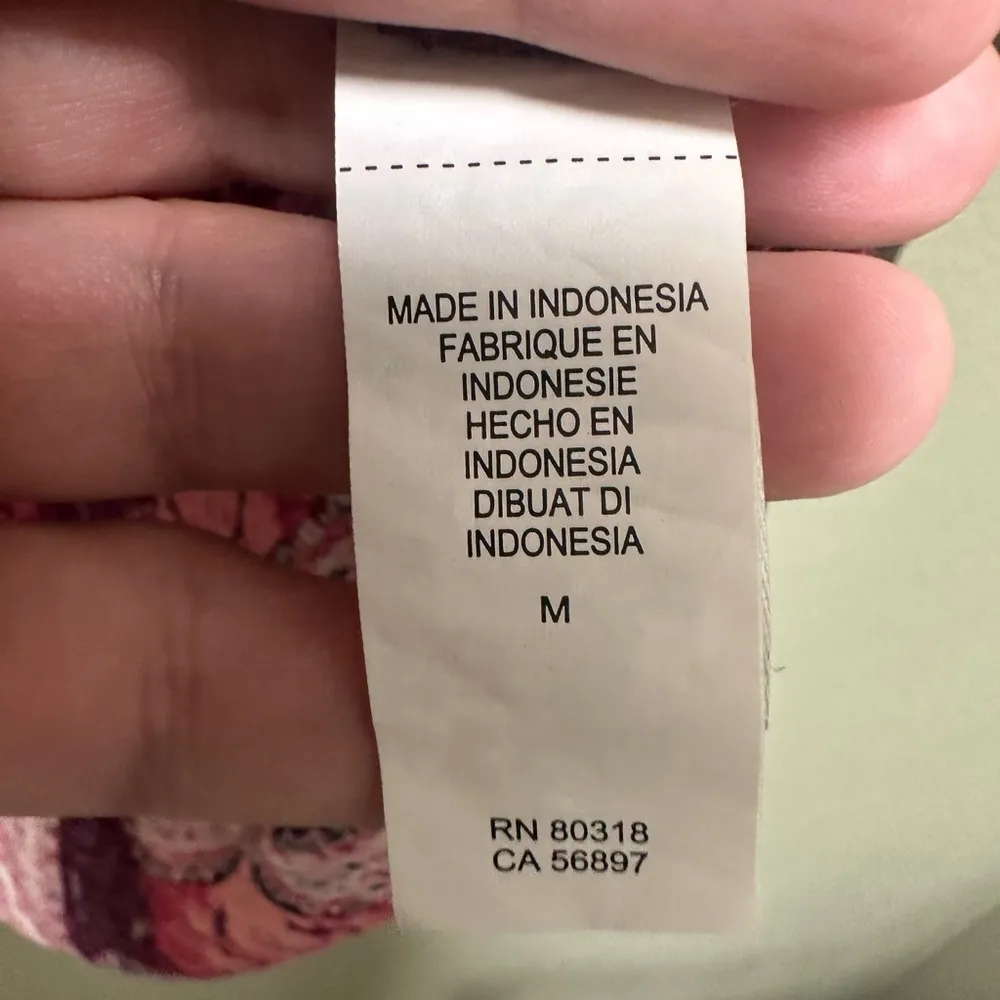 MADE IN INDONESIA
FABRIQUE EN
INDONESIE
HECHO EN
INDONESIA
DIBUAT DI
INDONESIA
M
RN 80318
CA 56897